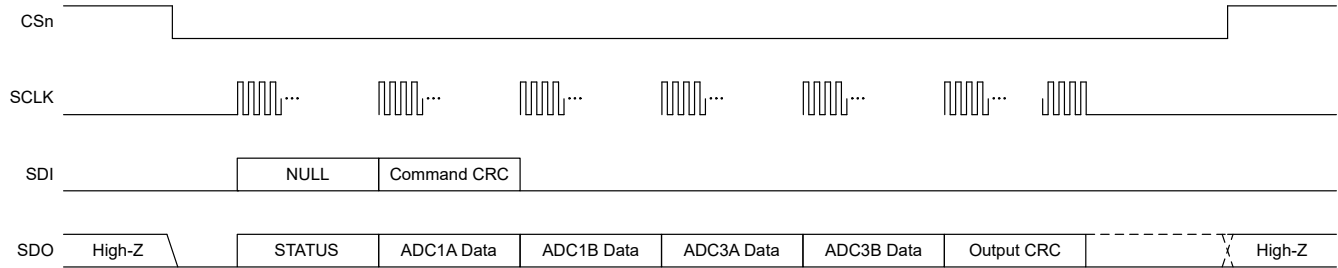 CSn
SCLK ... ... ... ... ... ...
SDI NULL Command CRC
SDO High-Z STATUS ADC1A Data ADC1B Data ADC3A Data ADC3B Data Output CRC High-Z